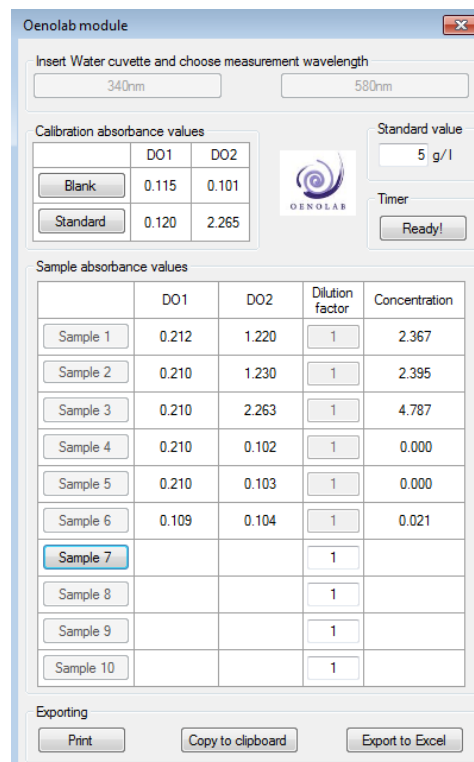 Oenolab module
Insert Water cuvette and choose measurement wavelength
340nm 580nm
Calibration absorbance values
DO1 DO2
Blank 0.115 0.101
Standard 0.120 2.265
OENOLAB
Standard value
5 g/l
Timer
Ready!
Sample absorbance values
DO1 DO2 Dilution factor Concentration
Sample 1 0.212 1.220 1 2.367
Sample 2 0.210 1.230 1 2.395
Sample 3 0.210 2.263 1 4.787
Sample 4 0.210 0.102 1 0.000
Sample 5 0.210 0.103 1 0.000
Sample 6 0.109 0.104 1 0.021
Sample 7 1
Sample 8 1
Sample 9 1
Sample 10 1
Exporting
Print Copy to clipboard Export to Excel